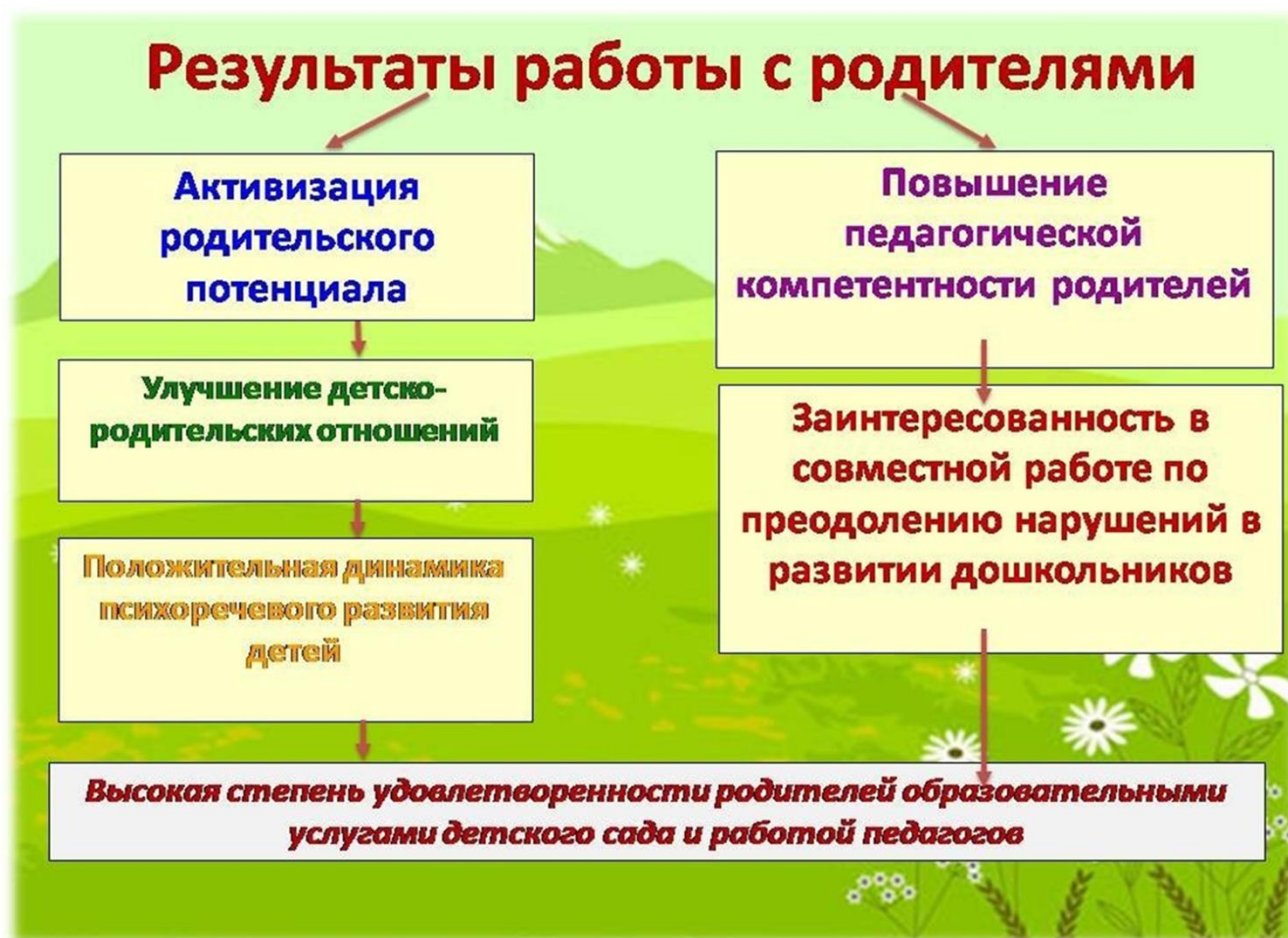 Результаты работы с родителями
Активизация
родительского
потенциала
Улучшение детско-
родительских отношений
Положительная динамика
психоречевого развития
детей
Повышение
педагогической
компетентности родителей
Заинтересованность в
совместной работе по
преодолению нарушений в
развитии дошкольников
Высокая степень удовлетворенности родителей образовательными
услугами детского сада и работой педагогов